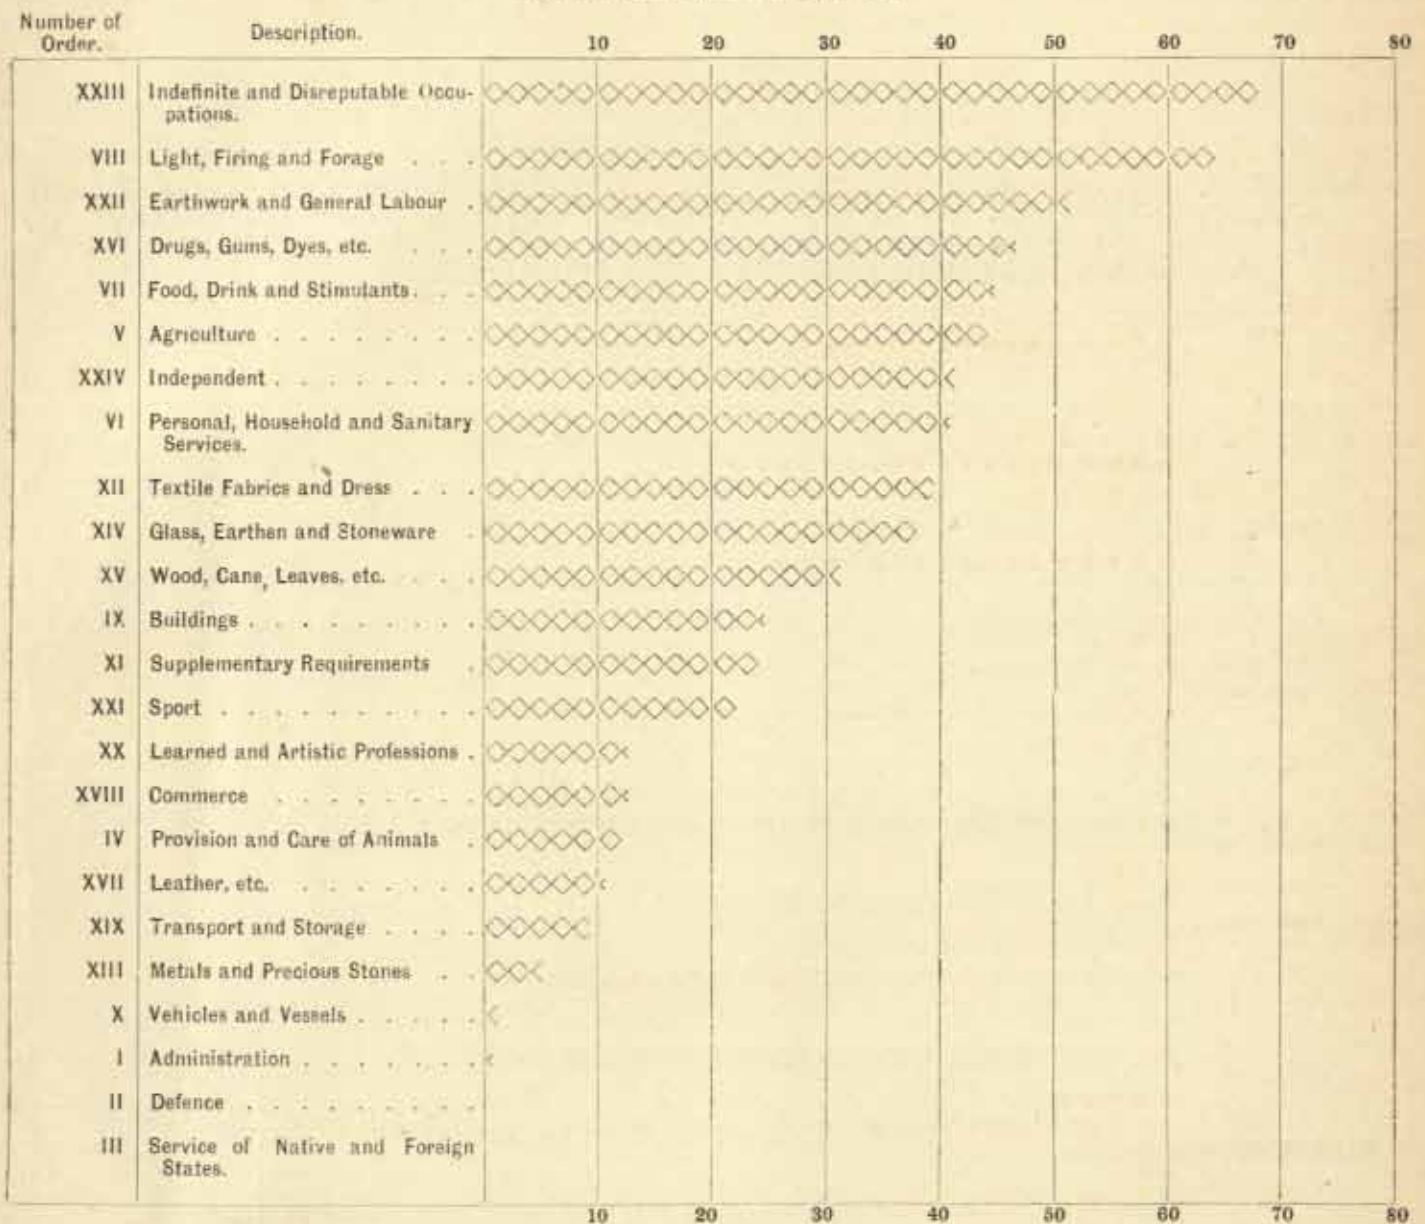 Number of Order. Description. 10 20 30 40 50 60 70 80
XXIII Indefinite and Disreputable Occu-
pations.
VIII Light, Firing and Forage . . .
XXII Earthwork and General Labour .
XVI Drugs, Gums, Dyes, etc. . . .
VII Food, Drink and Stimulants. . .
V Agriculture . . . . . . . .
XXIV Independent . . . . . . . .
VI Personal, Household and Sanitary
Services.
XII Textile Fabrics and Dress . . .
XIV Glass, Earthen and Stoneware .
XV Wood, Cane, Leaves, etc. . . .
IX Buildings . . . . . . . . .
XI Supplementary Requirements .
XXI Sport . . . . . . . . . .
XX Learned and Artistic Professions .
XVIII Commerce . . . . . . . .
IV Provision and Care of Animals .
XVII Leather, etc. . . . . . . .
XIX Transport and Storage . . . .
XIII Metals and Precious Stones . .
X Vehicles and Vessels . . . . .
I Administration . . . . . . .
II Defence . . . . . . . . .
III Service of Native and Foreign
States.
10 20 30 40 50 60 70 80